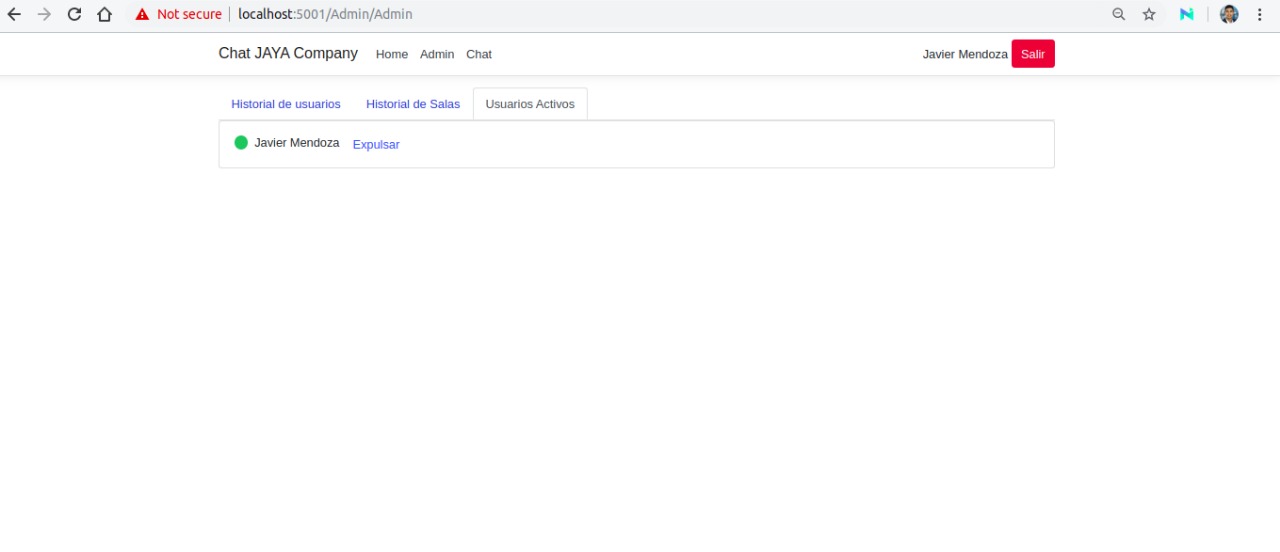 Not secure localhost:5001/Admin/Admin
Chat JAYA Company Home Admin Chat Javier Mendoza Salir
Historial de usuarios Historial de Salas Usuarios Activos
Javier Mendoza Expulsar